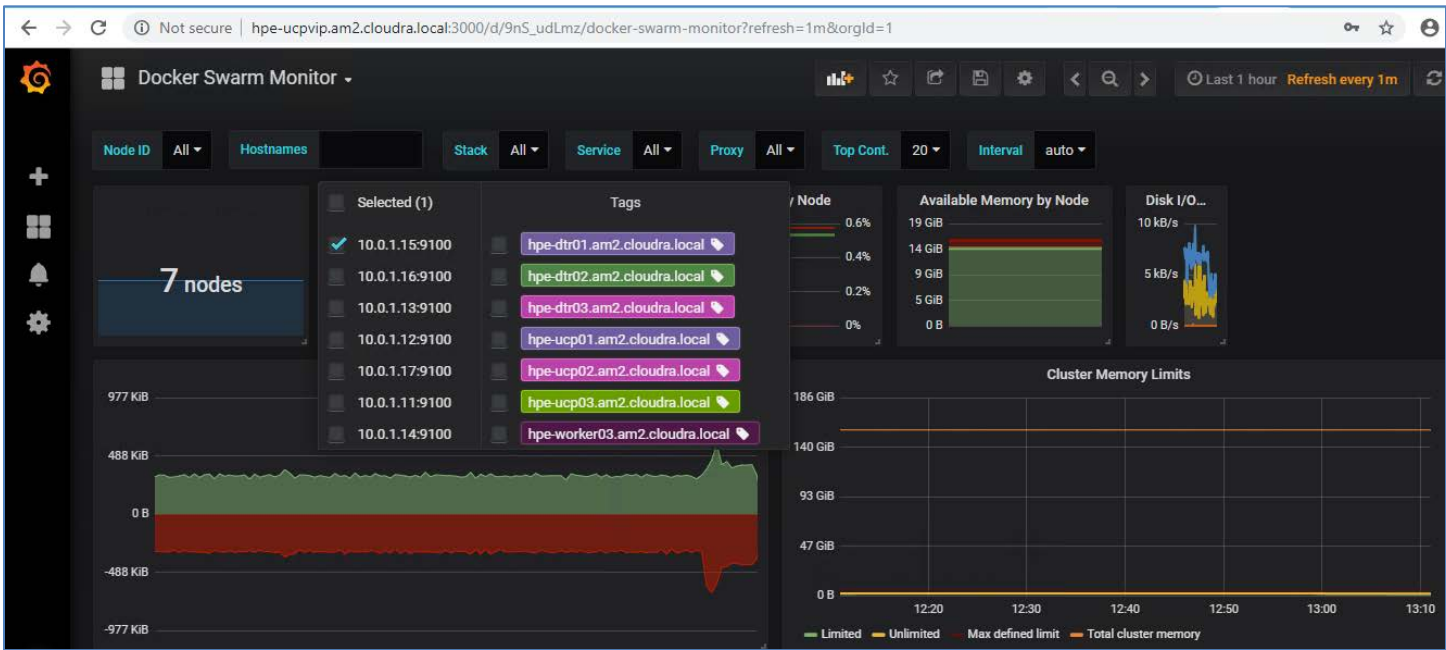 Not secure | hpe-ucpvip.am2.cloudra.local:3000/d/9nS_udLmz/docker-swarm-monitor?refresh=1m&orgId=1
Docker Swarm Monitor
Last 1 hour Refresh every 1m
Node ID All Hostnames Stack All Service All Proxy All Top Cont. 20 Interval auto
Selected (1) Tags
10.0.1.15:9100 hpe-dtr01.am2.cloudra.local
10.0.1.16:9100 hpe-dtr02.am2.cloudra.local
10.0.1.13:9100 hpe-dtr03.am2.cloudra.local
10.0.1.12:9100 hpe-ucp01.am2.cloudra.local
10.0.1.17:9100 hpe-ucp02.am2.cloudra.local
10.0.1.11:9100 hpe-ucp03.am2.cloudra.local
10.0.1.14:9100 hpe-worker03.am2.cloudra.local
7 nodes
Node
0.6%
0.4%
0.2%
0%
Available Memory by Node
19 GiB
14 GiB
9 GiB
5 GiB
0 B
Disk I/O...
10 kB/s
5 kB/s
0 B/s
977 KiB
488 KiB
0 B
-488 KiB
-977 KiB
Cluster Memory Limits
186 GiB
140 GiB
93 GiB
47 GiB
0 B
12:20 12:30 12:40 12:50 13:00 13:10
Limited Unlimited Max defined limit Total cluster memory